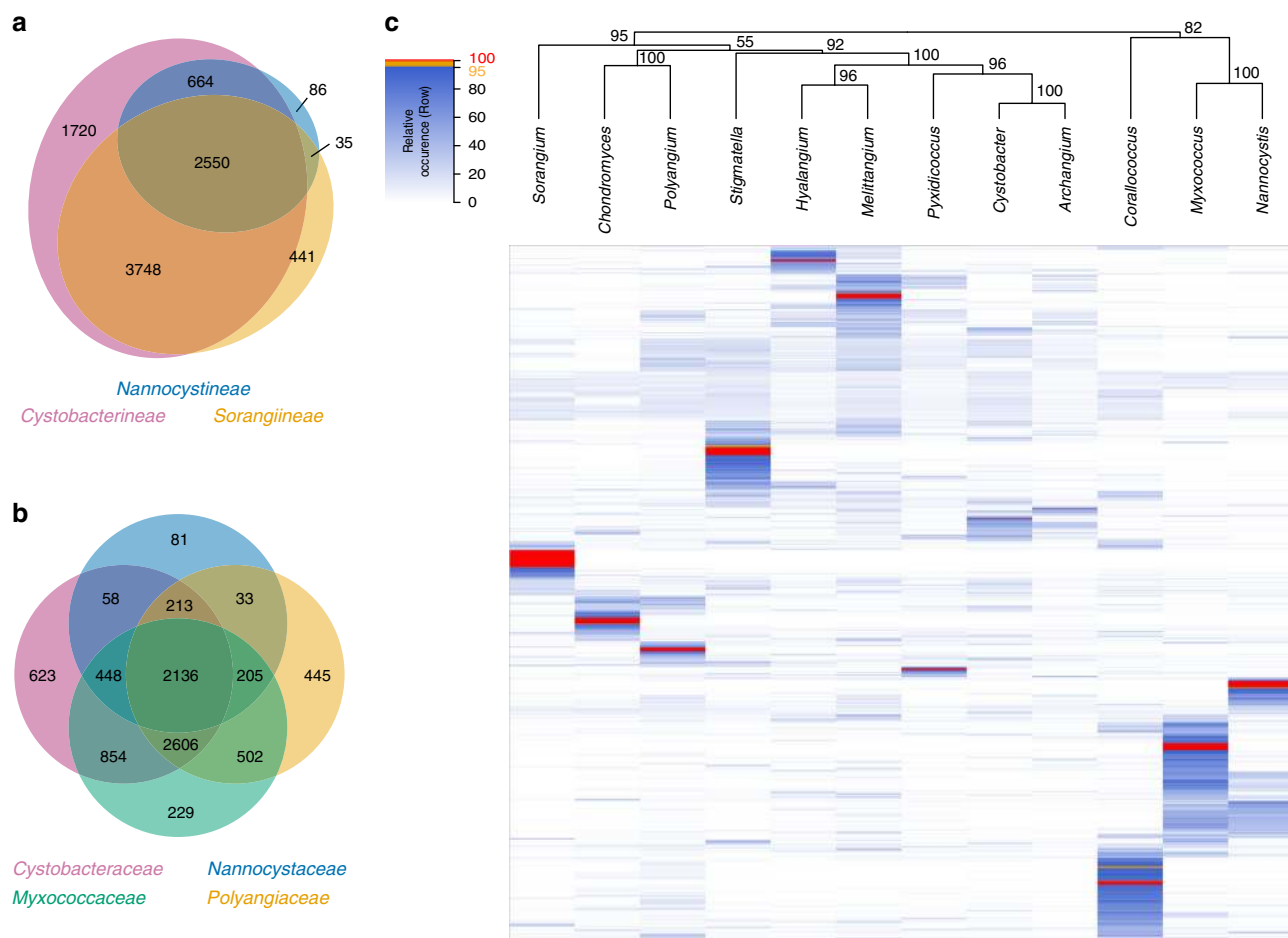 a
664
86
1720
35
2550
3748
441
Nannocystineae
Cystobacterineae Sorangiineae
b
81
58 213 33
623 448 2136 205 445
854 2606 502
229
Cystobacteraceae Nannocystaceae
Myxococcaceae Polyangiaceae
c
100
95
80
60
40
20
0
Relative
occurence (Row)
95
55
92
82
100
100
96
96
100
100
Sorangium
Chondromyces
Polyangium
Stigmatella
Hyalangium
Melittangium
Pyxidicoccus
Cystobacter
Archangium
Corallococcus
Myxococcus
Nannocystis